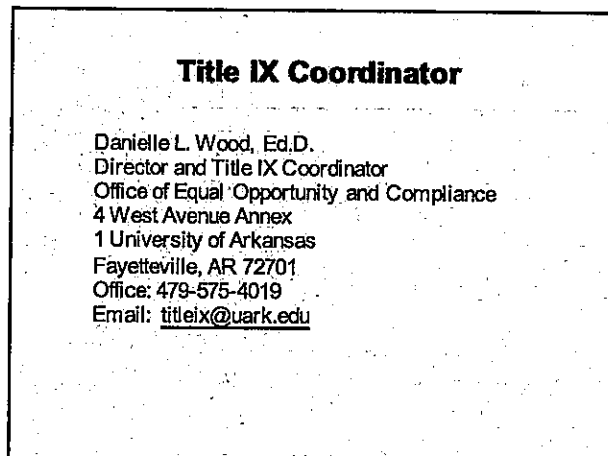 Title IX Coordinator
Danielle L. Wood, Ed.D.
Director and Title IX Coordinator
Office of Equal Opportunity and Compliance
4 West Avenue Annex
1 University of Arkansas
Fayetteville, AR 72701
Office: 479-575-4019
Email: titleix@uark.edu